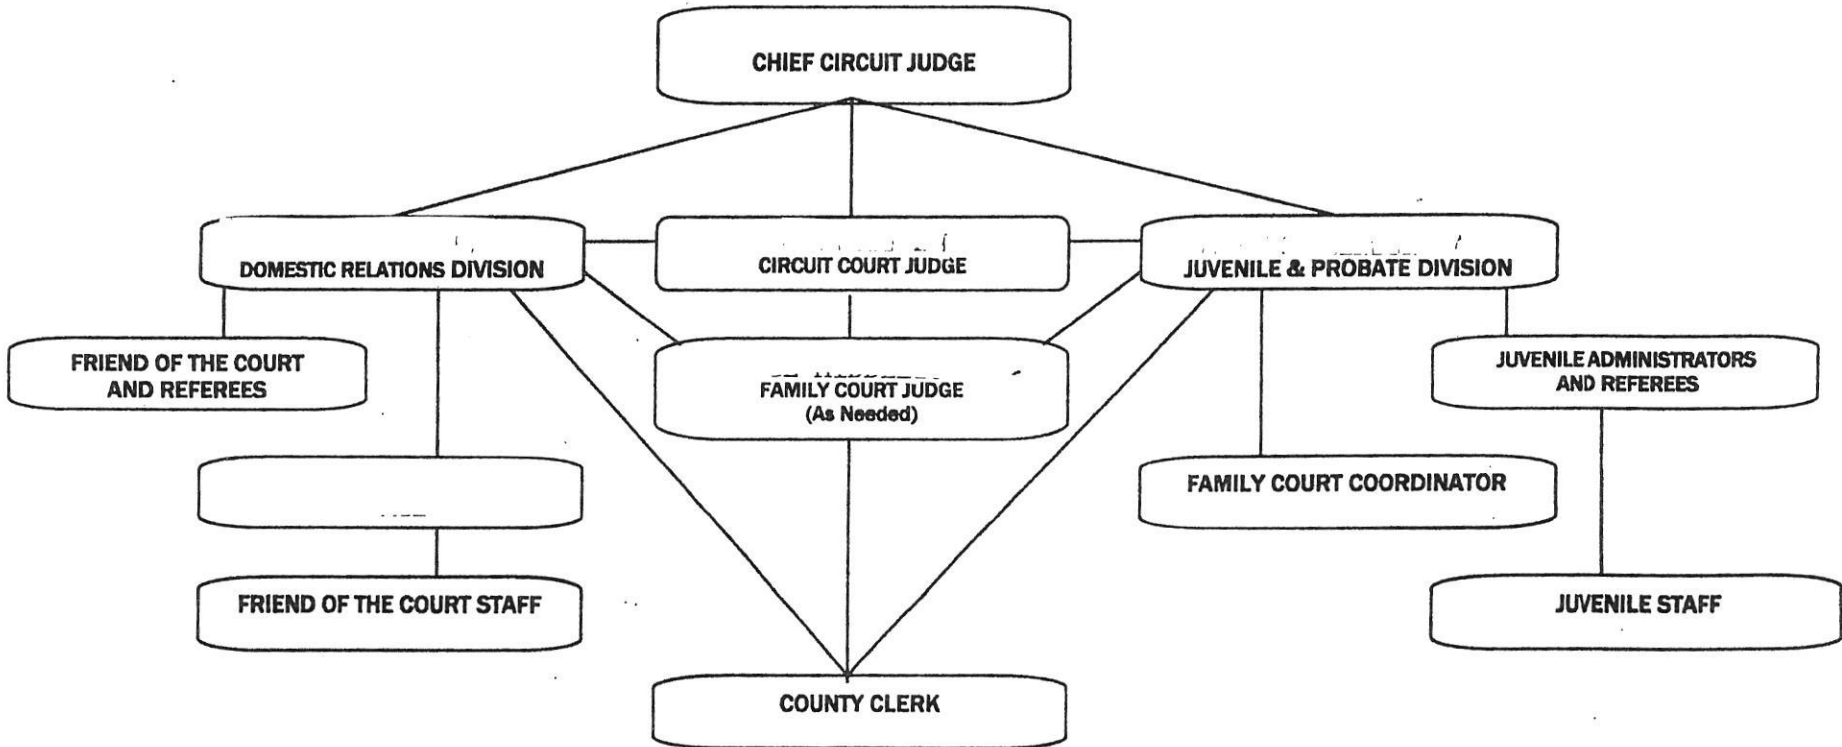 CHIEF CIRCUIT JUDGE
DOMESTIC RELATIONS DIVISION
CIRCUIT COURT JUDGE
JUVENILE & PROBATE DIVISION
FRIEND OF THE COURT
AND REFEREES
FAMILY COURT JUDGE
(As Needed)
JUVENILE ADMINISTRATORS
AND REFEREES
FAMILY COURT COORDINATOR
FRIEND OF THE COURT STAFF
JUVENILE STAFF
COUNTY CLERK